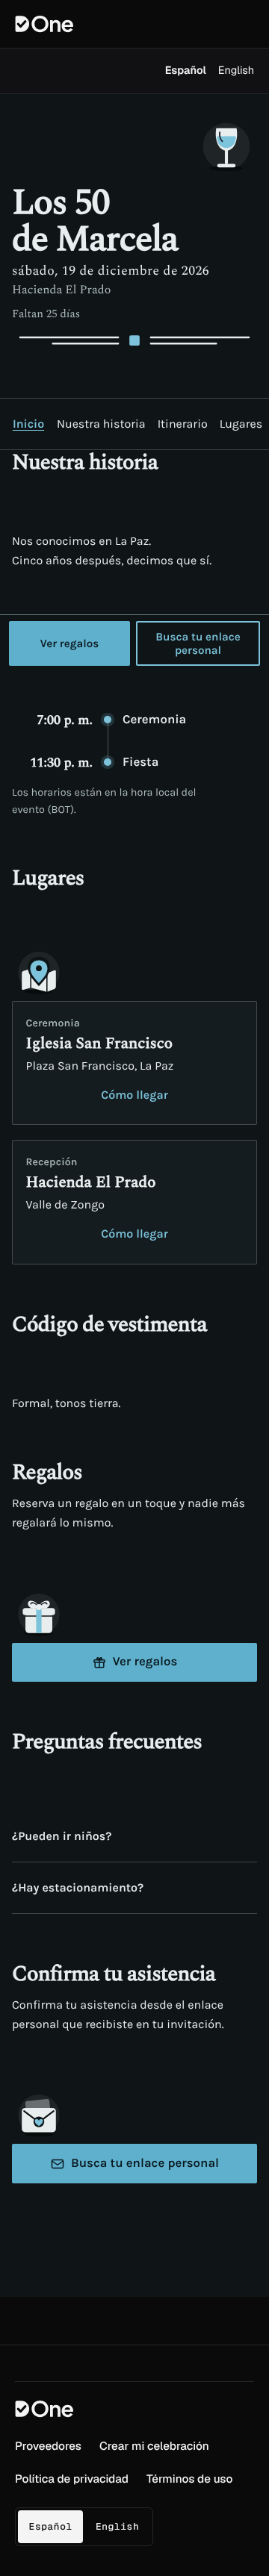 One
Español English
Los 50
de Marcela
sábado, 19 de diciembre de 2026
Hacienda El Prado
Faltan 25 días
Inicio Nuestra historia Itinerario Lugares
Nuestra historia
Nos conocimos en La Paz.
Cinco años después, decimos que sí.
Ver regalos
Busca tu enlace
personal
7:00 p. m. Ceremonia
11:30 p. m. Fiesta
Los horarios están en la hora local del
evento (BOT).
Lugares
Ceremonia
Iglesia San Francisco
Plaza San Francisco, La Paz
Cómo llegar
Recepción
Hacienda El Prado
Valle de Zongo
Cómo llegar
Código de vestimenta
Formal, tonos tierra.
Regalos
Reserva un regalo en un toque y nadie más
regalará lo mismo.
Ver regalos
Preguntas frecuentes
¿Pueden ir niños?
¿Hay estacionamiento?
Confirma tu asistencia
Confirma tu asistencia desde el enlace
personal que recibiste en tu invitación.
Busca tu enlace personal
One
Proveedores Crear mi celebración
Política de privacidad Términos de uso
Español English